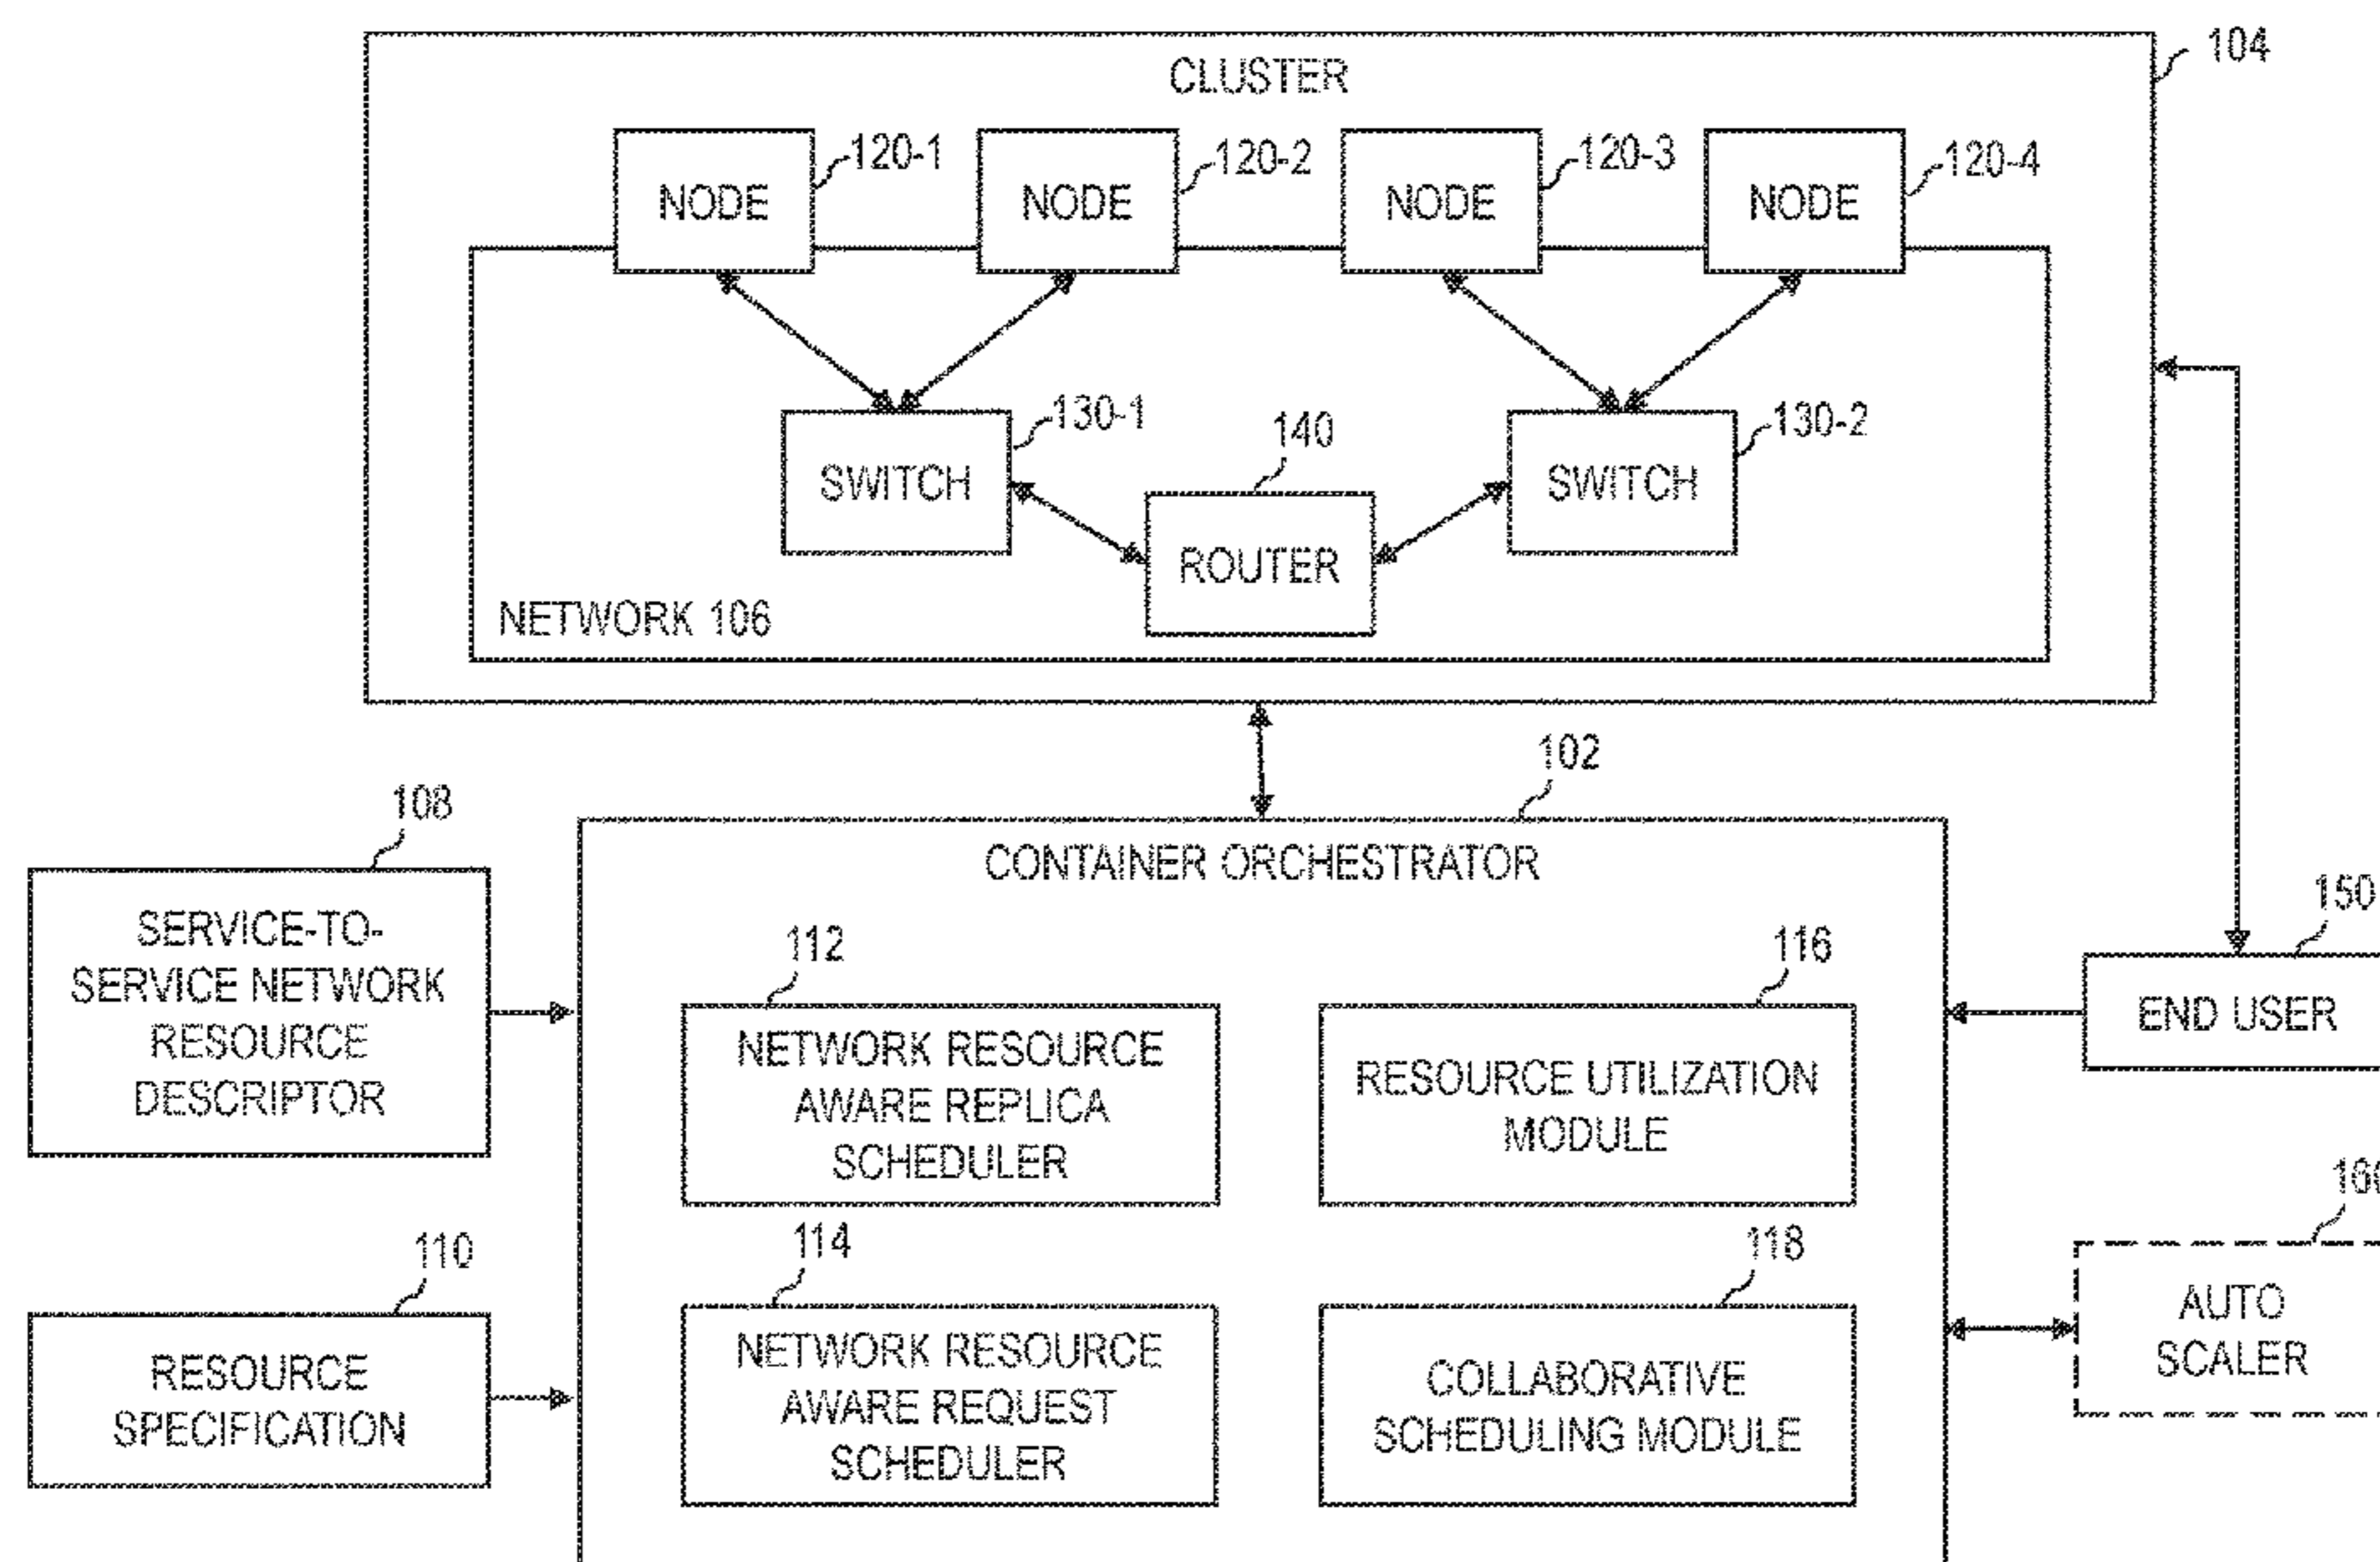 104
CLUSTER
120-1
120-2
120-3
120-4
NODE
NODE
NODE
NODE
130-1
140
130-2
SWITCH
SWITCH
ROUTER
NETWORK 106
102
108
CONTAINER ORCHESTRATOR
150
SERVICE-TO-
SERVICE NETWORK
RESOURCE
DESCRIPTOR
112
116
END USER
NETWORK RESOURCE
AWARE REPLICA
SCHEDULER
RESOURCE UTILIZATION
MODULE
110
114
118
AUTO
SCALER
RESOURCE
SPECIFICATION
NETWORK RESOURCE
AWARE REQUEST
SCHEDULER
COLLABORATIVE
SCHEDULING MODULE